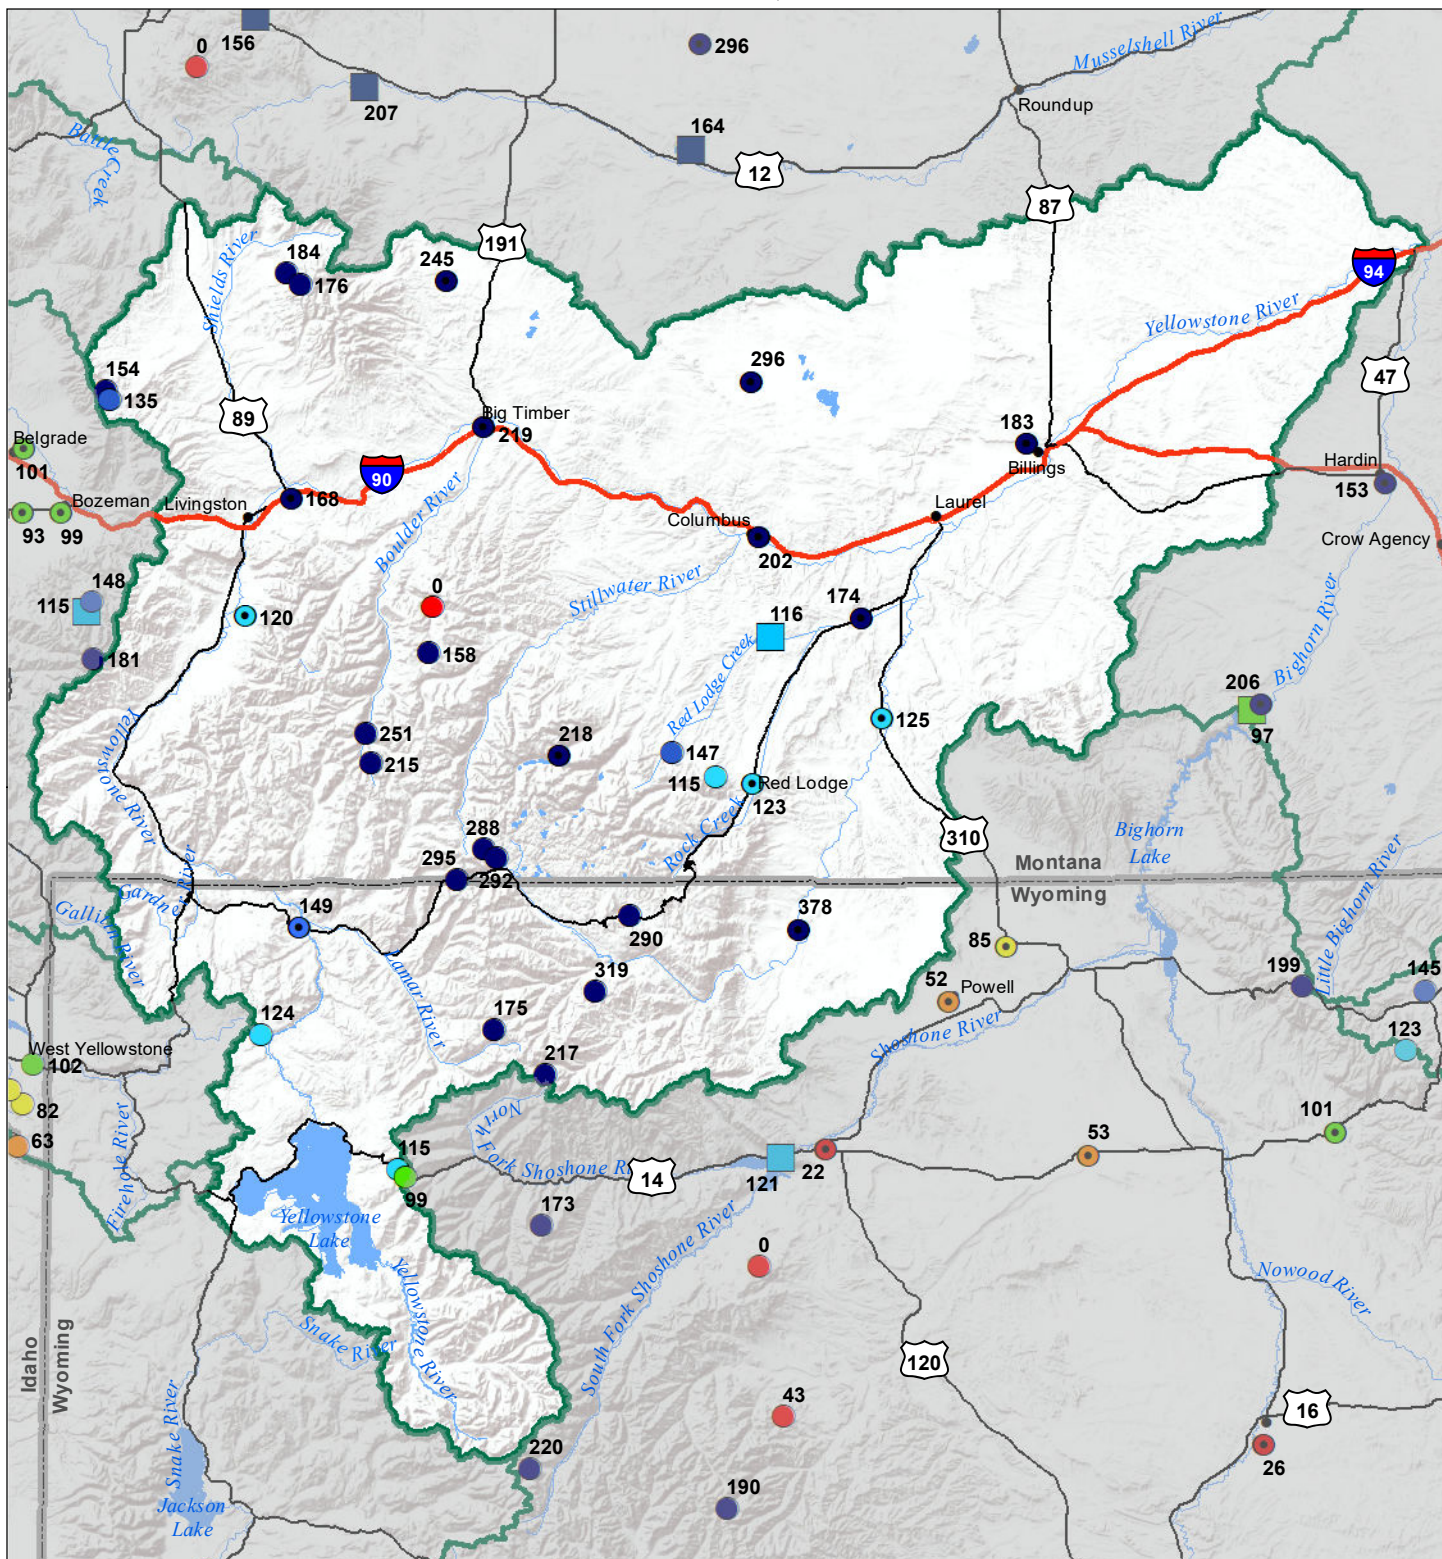 0
156
207
296
164
12
Roundup
Musselshell River
Battle Creek
87
191
184
176
245
Shields River
94
Yellowstone River
47
154
135
89
296
Big Timber
219
183
Billings
Hardin
153
Belgrade
101
Bozeman
93
99
Livingston
168
90
Boulder River
Columbus
202
Laurel
Crow Agency
148
115
181
120
0
158
Stillwater River
116
174
Red Lodge Creek
Bighorn River
206
97
Yellowstone River
251
215
218
147
115
125
Red Lodge
123
Rock Creek
310
Bighorn
Lake
288
295
292
Montana
Wyoming
Little Bighorn River
Gardner River
Gallatin River
149
290
378
85
319
52
Powell
199
145
Lamar River
175
124
217
Shoshone River
123
West Yellowstone
102
82
63
Firehole River
North Fork Shoshone R
14
115
99
121
22
53
101
173
Yellowstone
Lake
Yellowstone River
South Fork Shoshone River
0
Nowood River
Snake River
Idaho
Wyoming
120
43
16
26
Snake River
220
190
Jackson
Lake